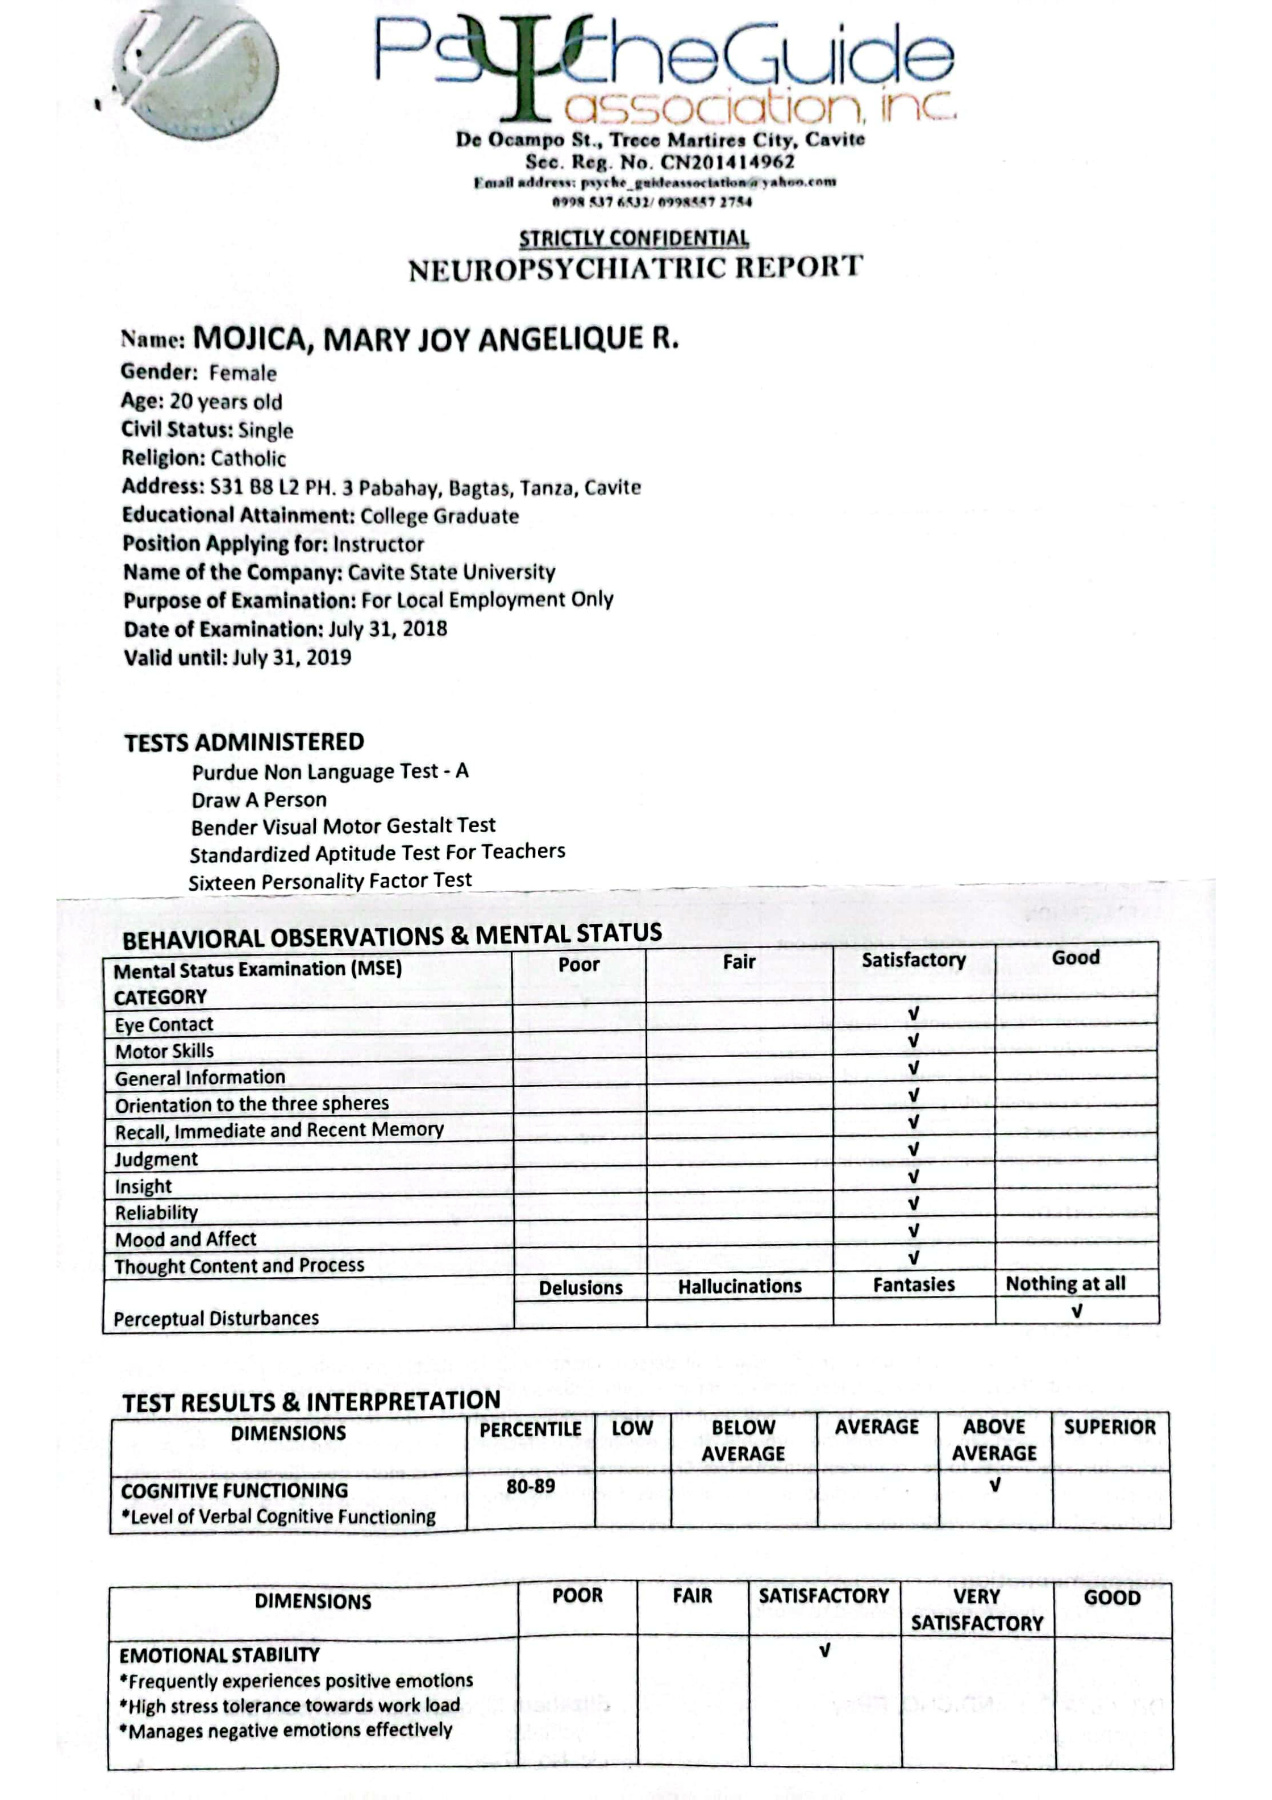 PsΨcheGuide
association, inc.
De Ocampo St., Trece Martires City, Cavite
Sec. Reg. No. CN201414962
Email address: psyche_guideassociation@yahoo.com
0998 537 6532/ 0998557 2754
STRICTLY CONFIDENTIAL
NEUROPSYCHIATRIC REPORT
Name: MOJICA, MARY JOY ANGELIQUE R.
Gender: Female
Age: 20 years old
Civil Status: Single
Religion: Catholic
Address: S31 B8 L2 PH. 3 Pabahay, Bagtas, Tanza, Cavite
Educational Attainment: College Graduate
Position Applying for: Instructor
Name of the Company: Cavite State University
Purpose of Examination: For Local Employment Only
Date of Examination: July 31, 2018
Valid until: July 31, 2019
TESTS ADMINISTERED
Purdue Non Language Test - A
Draw A Person
Bender Visual Motor Gestalt Test
Standardized Aptitude Test For Teachers
Sixteen Personality Factor Test
BEHAVIORAL OBSERVATIONS & MENTAL STATUS
Mental Status Examination (MSE) Poor Fair Satisfactory Good
CATEGORY
Eye Contact √
Motor Skills √
General Information √
Orientation to the three spheres √
Recall, Immediate and Recent Memory √
Judgment √
Insight √
Reliability √
Mood and Affect √
Thought Content and Process √
Delusions Hallucinations Fantasies Nothing at all
Perceptual Disturbances √
TEST RESULTS & INTERPRETATION
DIMENSIONS PERCENTILE LOW BELOW AVERAGE AVERAGE ABOVE AVERAGE SUPERIOR
COGNITIVE FUNCTIONING 80-89 √
*Level of Verbal Cognitive Functioning
DIMENSIONS POOR FAIR SATISFACTORY VERY SATISFACTORY GOOD
EMOTIONAL STABILITY √
*Frequently experiences positive emotions
*High stress tolerance towards work load
*Manages negative emotions effectively